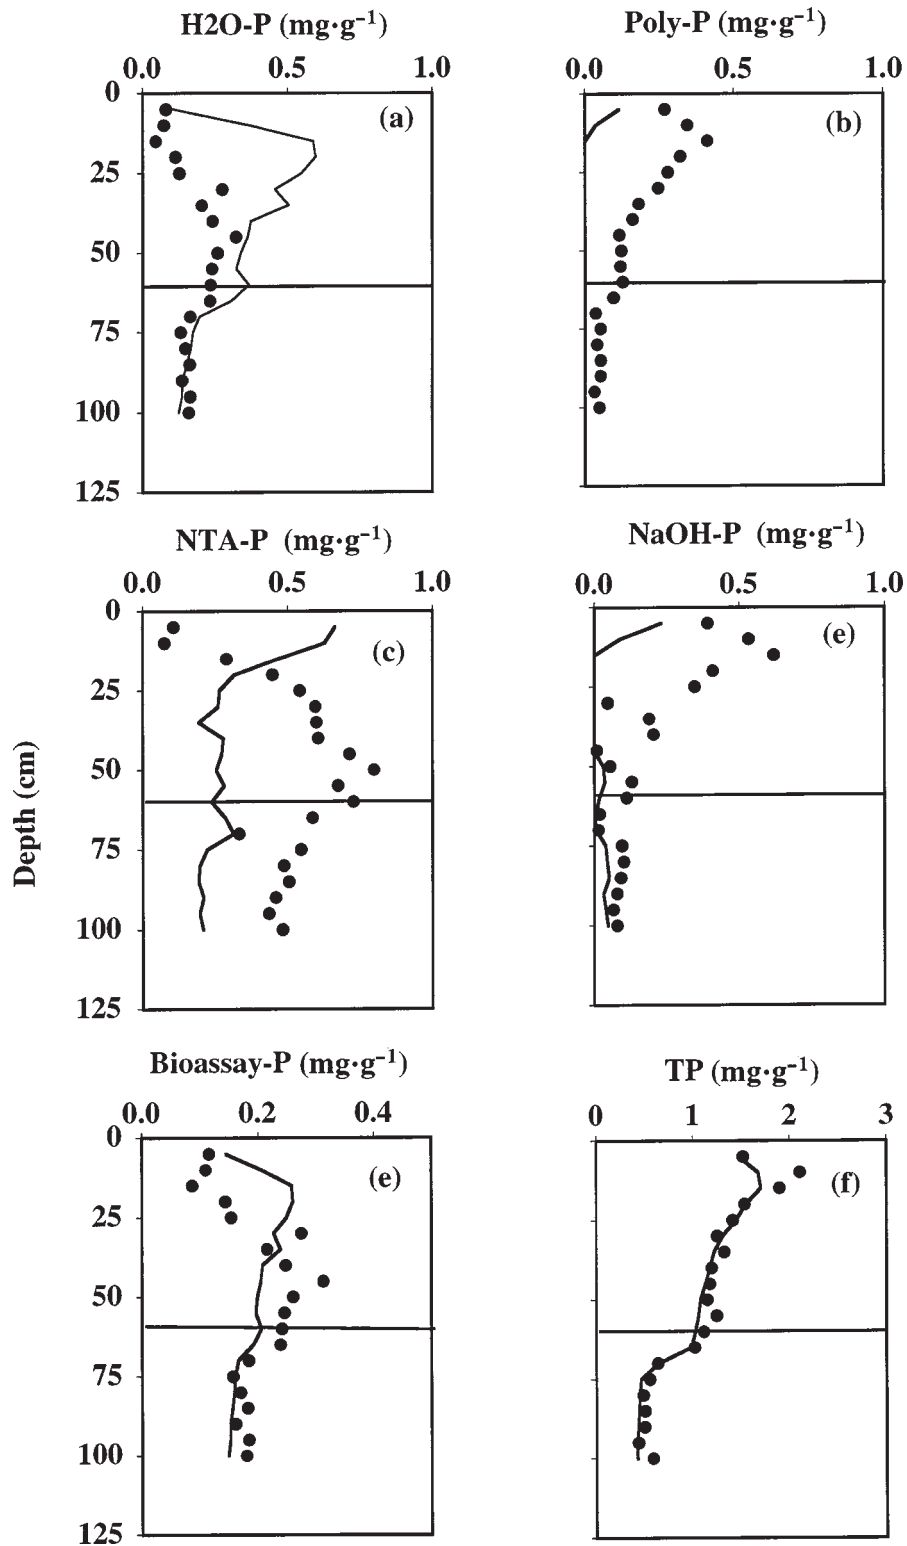 H2O-P (mg·g⁻¹)
0.0 0.5 1.0
0
25
50
75
100
125
(a)
Poly-P (mg·g⁻¹)
0.0 0.5 1.0
(b)
NTA-P (mg·g⁻¹)
0.0 0.5 1.0
0
25
50
75
100
125
(c)
NaOH-P (mg·g⁻¹)
0.0 0.5 1.0
(e)
Depth (cm)
Bioassay-P (mg·g⁻¹)
0.0 0.2 0.4
0
25
50
75
100
125
(e)
TP (mg·g⁻¹)
0 1 2 3
(f)